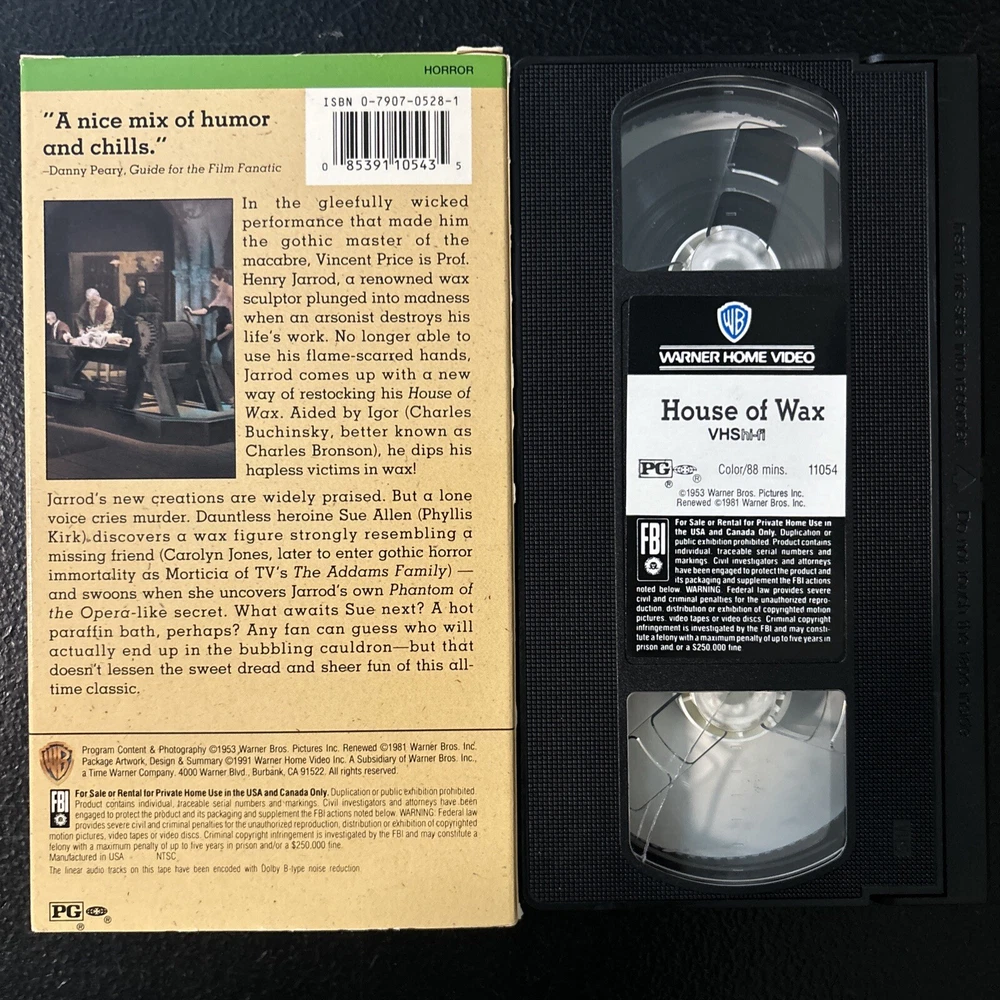 HORROR
"A nice mix of humor
and chills."
–Danny Peary, Guide for the Film Fanatic
ISBN 0-7907-0528-1
0 85391 10543 5
In the gleefully wicked
performance that made him
the gothic master of the
macabre, Vincent Price is Prof.
Henry Jarrod, a renowned wax
sculptor plunged into madness
when an arsonist destroys his
life's work. No longer able to
use his flame-scarred hands,
Jarrod comes up with a new
way of restocking his House of
Wax. Aided by Igor (Charles
Buchinsky, better known as
Charles Bronson), he dips his
hapless victims in wax!
Jarrod's new creations are widely praised. But a lone
voice cries murder. Dauntless heroine Sue Allen (Phyllis
Kirk) discovers a wax figure strongly resembling a
missing friend (Carolyn Jones, later to enter gothic horror
immortality as Morticia of TV's The Addams Family) —
and swoons when she uncovers Jarrod's own Phantom of
the Opera-like secret. What awaits Sue next? A hot
paraffin bath, perhaps? Any fan can guess who will
actually end up in the bubbling cauldron—but that
doesn't lessen the sweet dread and sheer fun of this all-
time classic.
WB
Program Content & Photography ©1953 Warner Bros. Pictures Inc. Renewed ©1981 Warner Bros. Inc.
Package Artwork, Design & Summary ©1991 Warner Home Video Inc. A Subsidiary of Warner Bros. Inc.,
a Time Warner Company. 4000 Warner Blvd., Burbank, CA 91522. All rights reserved.
FBI
For Sale or Rental for Private Home Use in the USA and Canada Only. Duplication or public exhibition prohibited.
Product contains individual, traceable serial numbers and markings. Civil investigators and attorneys have been
engaged to protect the product and its packaging and supplement the FBI actions noted below. WARNING: Federal law
provides severe civil and criminal penalties for the unauthorized reproduction, distribution or exhibition of copyrighted
motion pictures, video tapes or video discs. Criminal copyright infringement is investigated by the FBI and may constitute a
felony with a maximum penalty of up to five years in prison and/or a $250.000 fine.
Manufactured in USA NTSC
The linear audio tracks on this tape have been encoded with Dolby B-type noise reduction
PG ®
®
WB
WARNER HOME VIDEO
House of Wax
VHS hi-fi
PG ® Color/88 mins. 11054
®
©1953 Warner Bros. Pictures Inc.
Renewed ©1981 Warner Bros. Inc.
FBI
For Sale or Rental for Private Home Use in
the USA and Canada Only. Duplication or
public exhibition prohibited. Product contains
individual, traceable serial numbers and
markings. Civil investigators and attorneys
have been engaged to protect the product and
its packaging and supplement the FBI actions
noted below. WARNING. Federal law provides severe
civil and criminal penalties for the unauthorized repro-
duction, distribution or exhibition of copyrighted motion
pictures, video tapes or video discs. Criminal copyright
infringement is investigated by the FBI and may consti-
tute a felony with a maximum penalty of up to five years in
prison and or a $250.000 fine